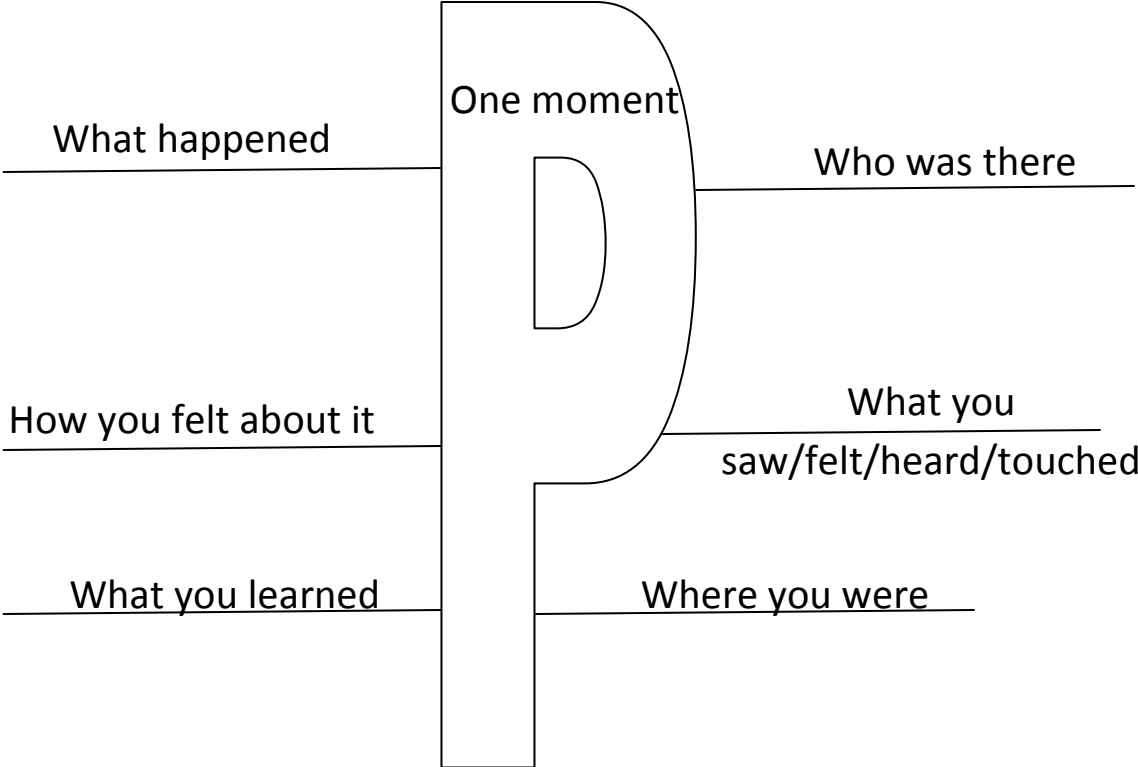 One moment
What happened
Who was there
How you felt about it
What you
saw/felt/heard/touched
What you learned
Where you were